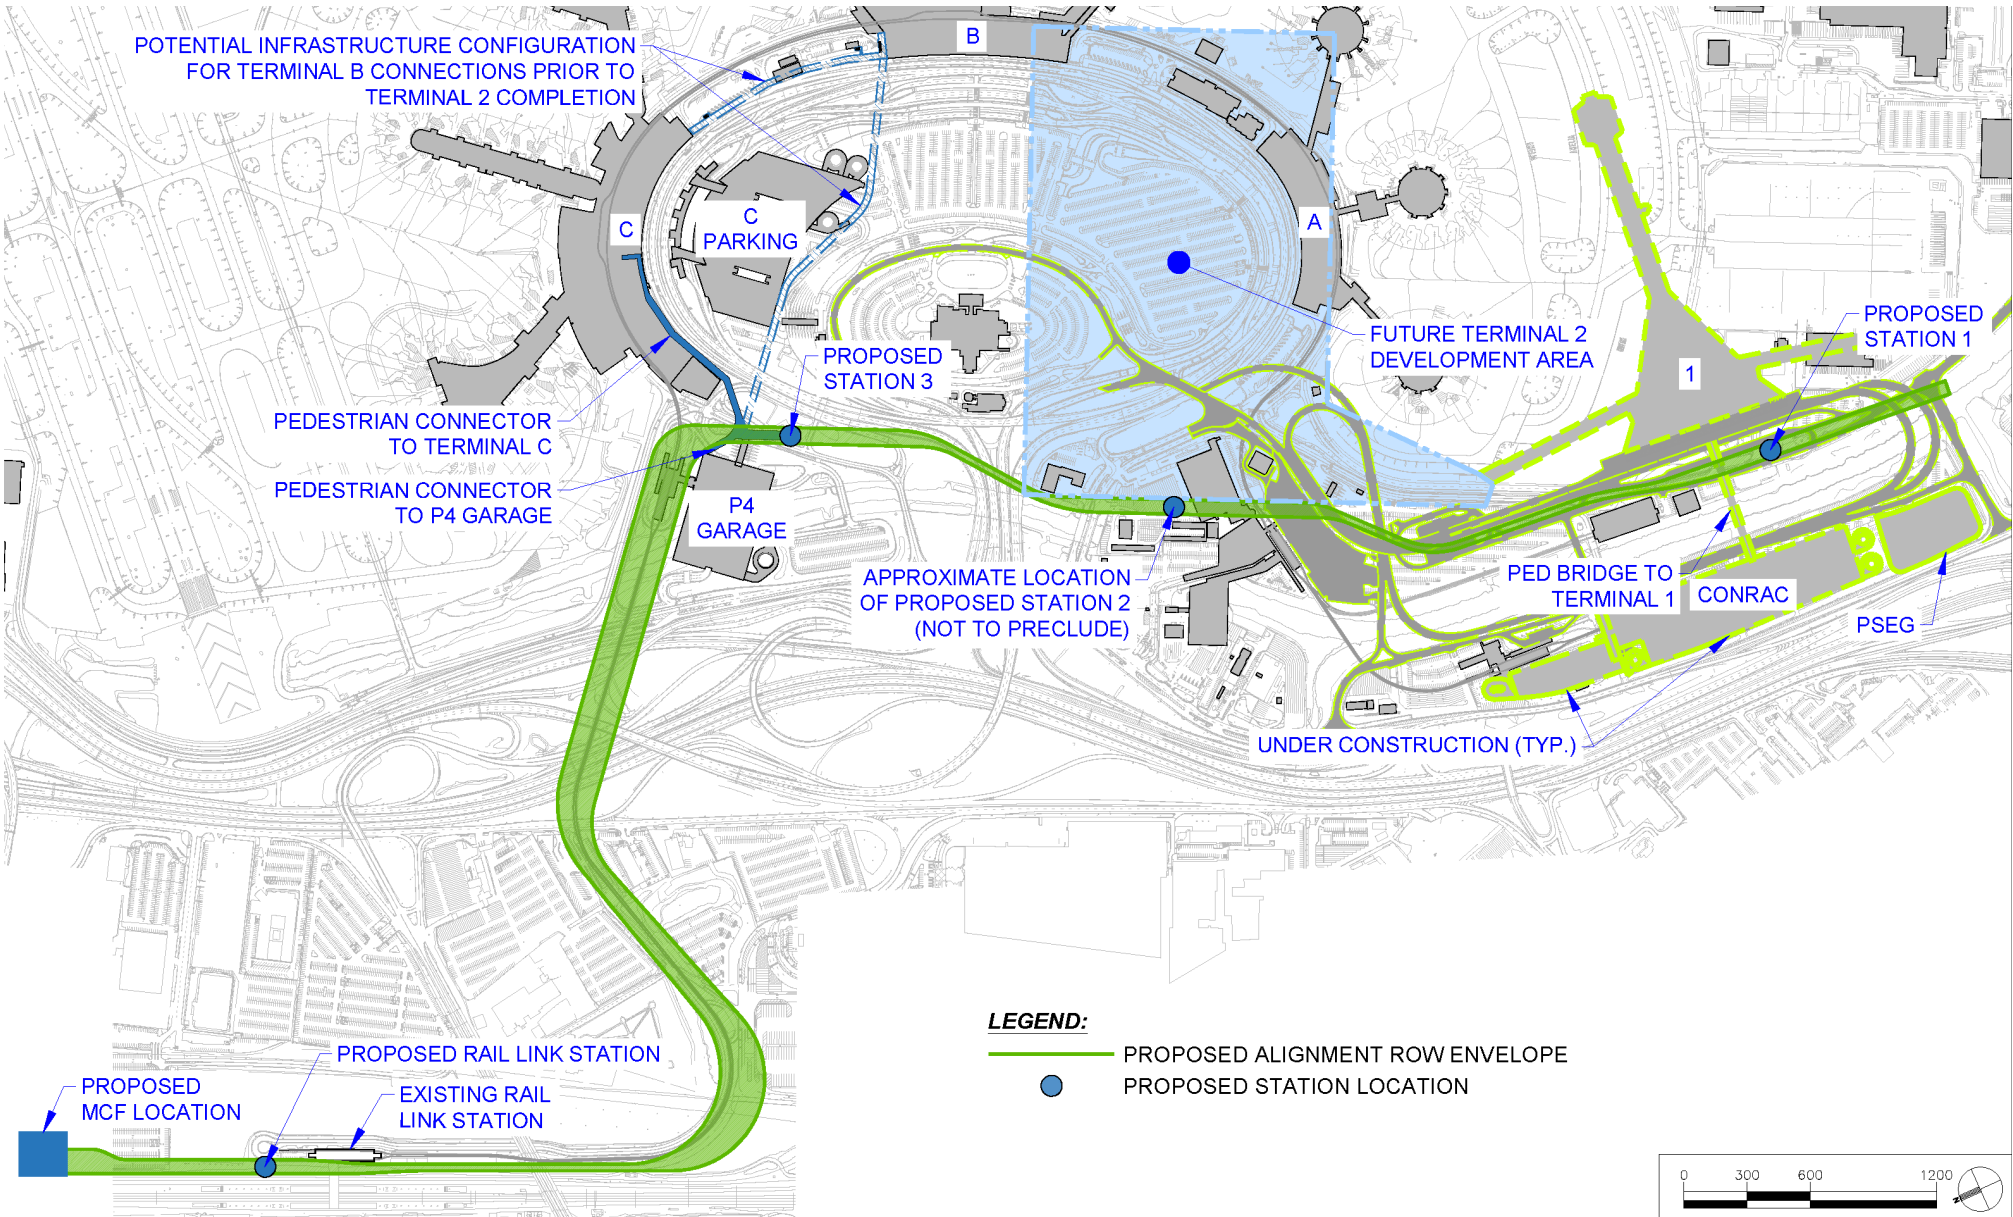 POTENTIAL INFRASTRUCTURE CONFIGURATION
FOR TERMINAL B CONNECTIONS PRIOR TO
TERMINAL 2 COMPLETION
B
C
C
PARKING
A
FUTURE TERMINAL 2
DEVELOPMENT AREA
PROPOSED
STATION 1
1
PROPOSED
STATION 3
PEDESTRIAN CONNECTOR
TO TERMINAL C
PEDESTRIAN CONNECTOR
TO P4 GARAGE
P4
GARAGE
APPROXIMATE LOCATION
OF PROPOSED STATION 2
(NOT TO PRECLUDE)
PED BRIDGE TO
TERMINAL 1
CONRAC
PSEG
UNDER CONSTRUCTION (TYP.)
PROPOSED RAIL LINK STATION
PROPOSED
MCF LOCATION
EXISTING RAIL
LINK STATION
LEGEND:
PROPOSED ALIGNMENT ROW ENVELOPE
PROPOSED STATION LOCATION
0 300 600 1200
N